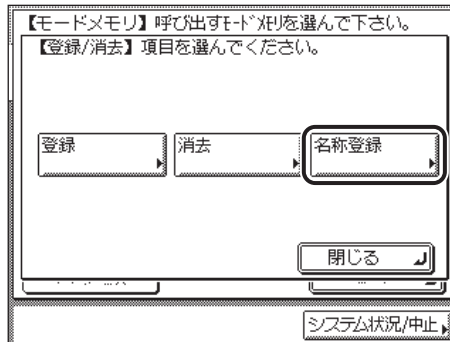 【モードメモリ】呼び出すﾓｰﾄﾞﾒﾓﾘを選んで下さい。
【登録/消去】項目を選んでください。
登録
消去
名称登録
閉じる
システム状況/中止